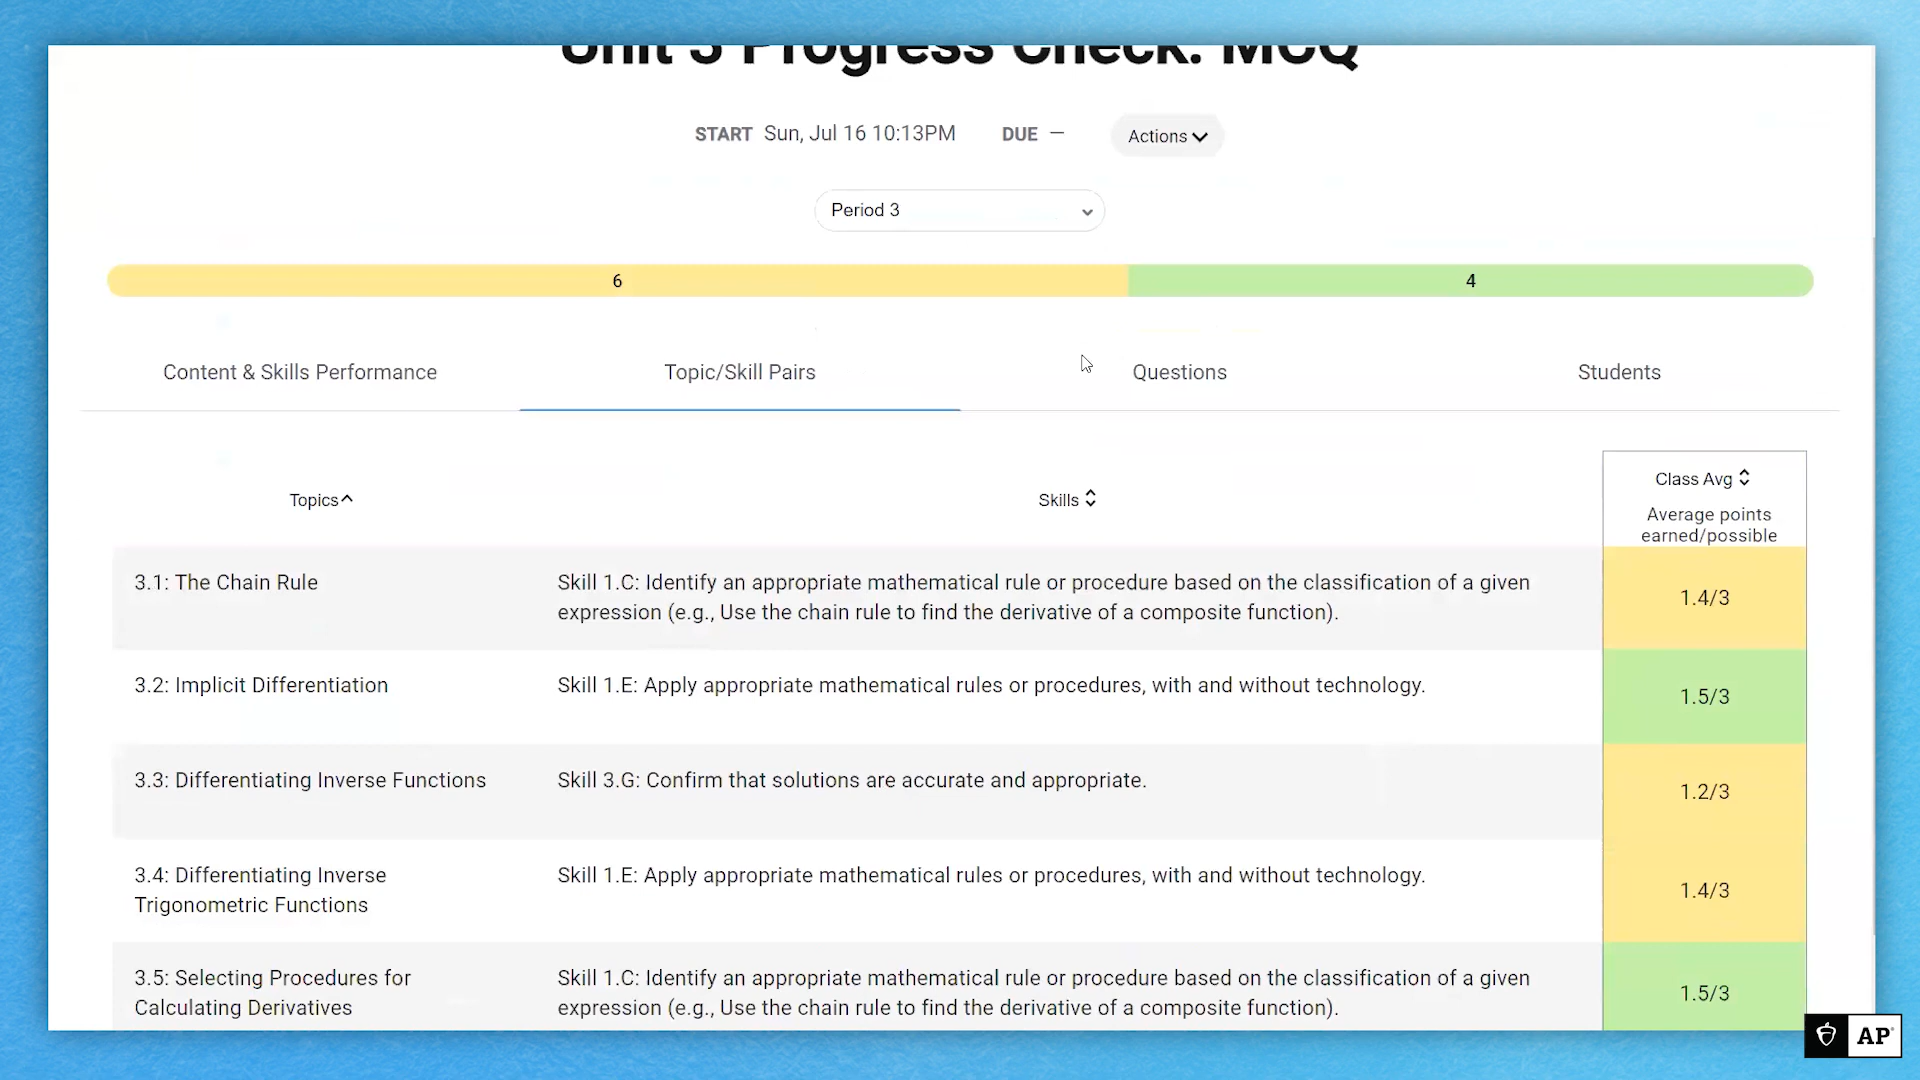 Unit 3 Progress Check: MCQ
START Sun, Jul 16 10:13PM DUE — Actions
Period 3
6 4
Content & Skills Performance Topic/Skill Pairs Questions Students
Topics Skills Class Avg
Average points
earned/possible
3.1: The Chain Rule
Skill 1.C: Identify an appropriate mathematical rule or procedure based on the classification of a given
expression (e.g., Use the chain rule to find the derivative of a composite function).
1.4/3
3.2: Implicit Differentiation
Skill 1.E: Apply appropriate mathematical rules or procedures, with and without technology.
1.5/3
3.3: Differentiating Inverse Functions
Skill 3.G: Confirm that solutions are accurate and appropriate.
1.2/3
3.4: Differentiating Inverse
Trigonometric Functions
Skill 1.E: Apply appropriate mathematical rules or procedures, with and without technology.
1.4/3
3.5: Selecting Procedures for
Calculating Derivatives
Skill 1.C: Identify an appropriate mathematical rule or procedure based on the classification of a given
expression (e.g., Use the chain rule to find the derivative of a composite function).
1.5/3
AP